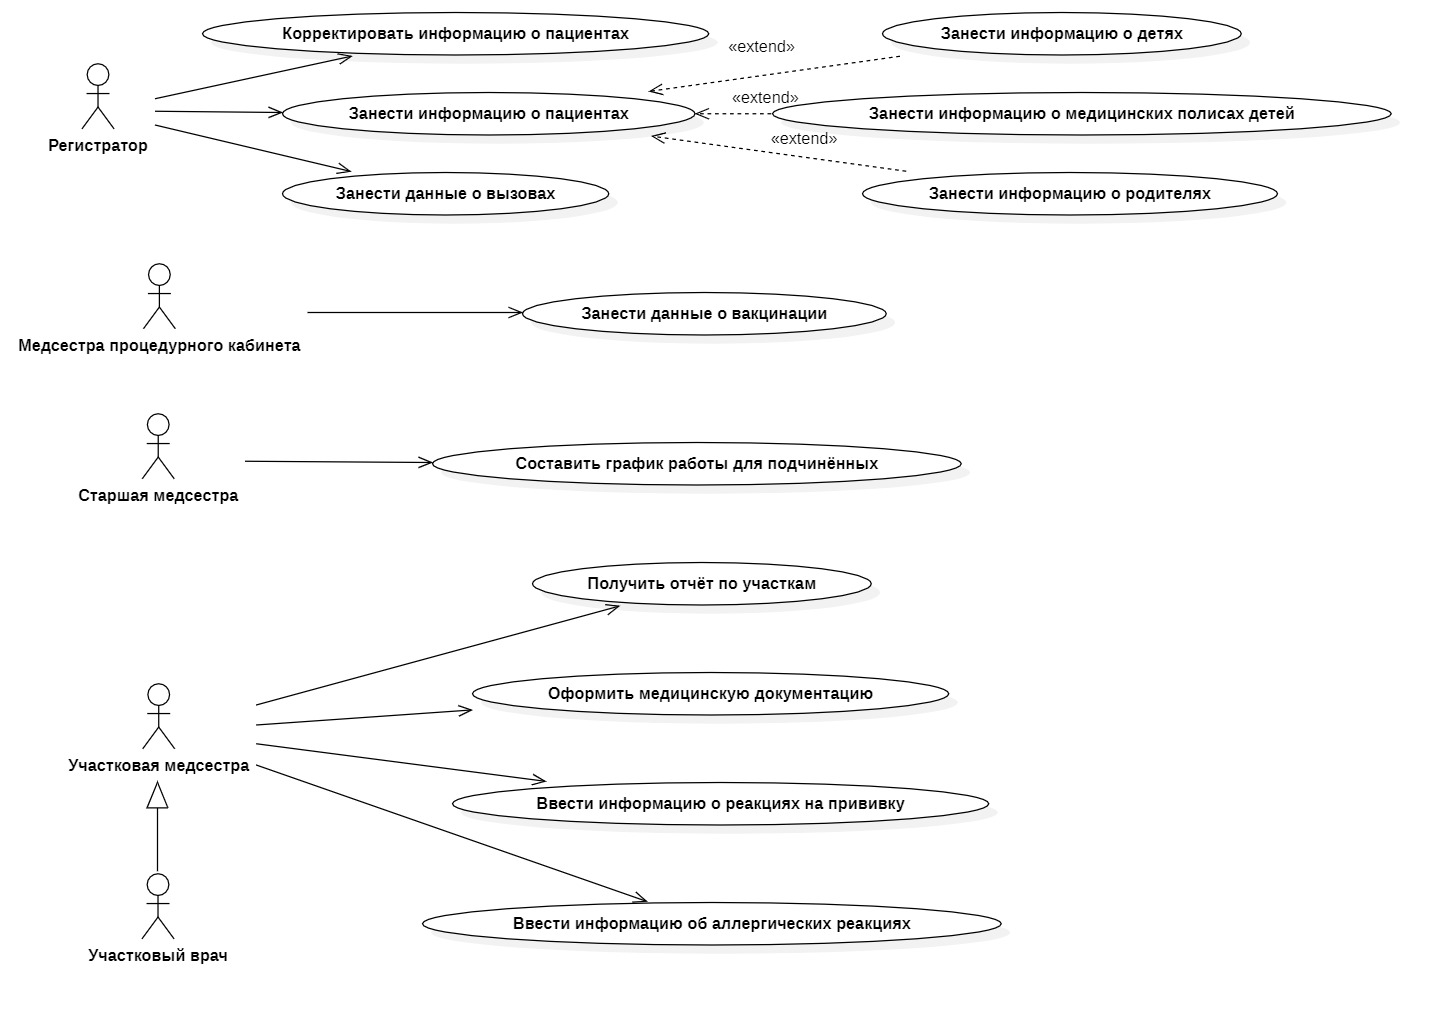 Корректировать информацию о пациентах
«extend»
Занести информацию о детях
Регистратор
Занести информацию о пациентах
«extend»
Занести информацию о медицинских полисах детей
«extend»
Занести данные о вызовах
Занести информацию о родителях
Медсестра процедурного кабинета
Занести данные о вакцинации
Старшая медсестра
Составить график работы для подчинённых
Получить отчёт по участкам
Оформить медицинскую документацию
Участковая медсестра
Ввести информацию о реакциях на прививку
Ввести информацию об аллергических реакциях
Участковый врач